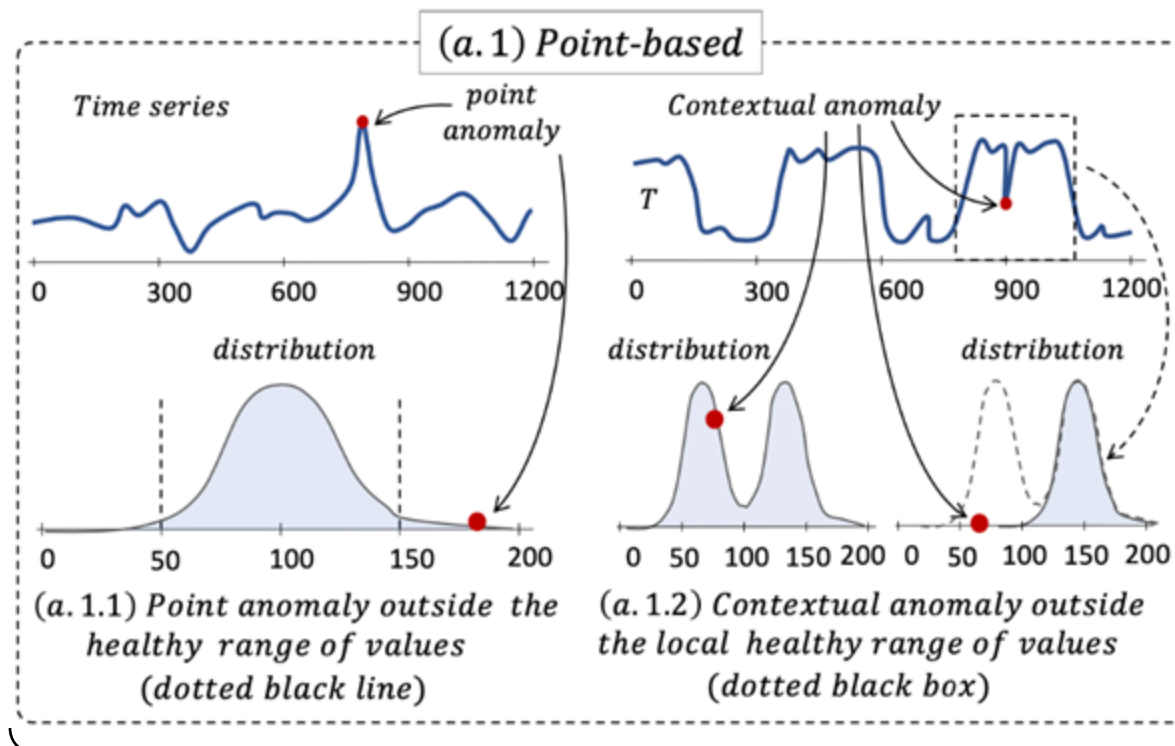 (a.1) Point-based
Time series
point
anomaly
0 300 600 900 1200
distribution
0 50 100 150 200
(a.1.1) Point anomaly outside the
healthy range of values
(dotted black line)
Contextual anomaly
T
0 300 600 900 1200
distribution
distribution
0 50 100 150 200
0 50 100 150 200
(a.1.2) Contextual anomaly outside
the local healthy range of values
(dotted black box)